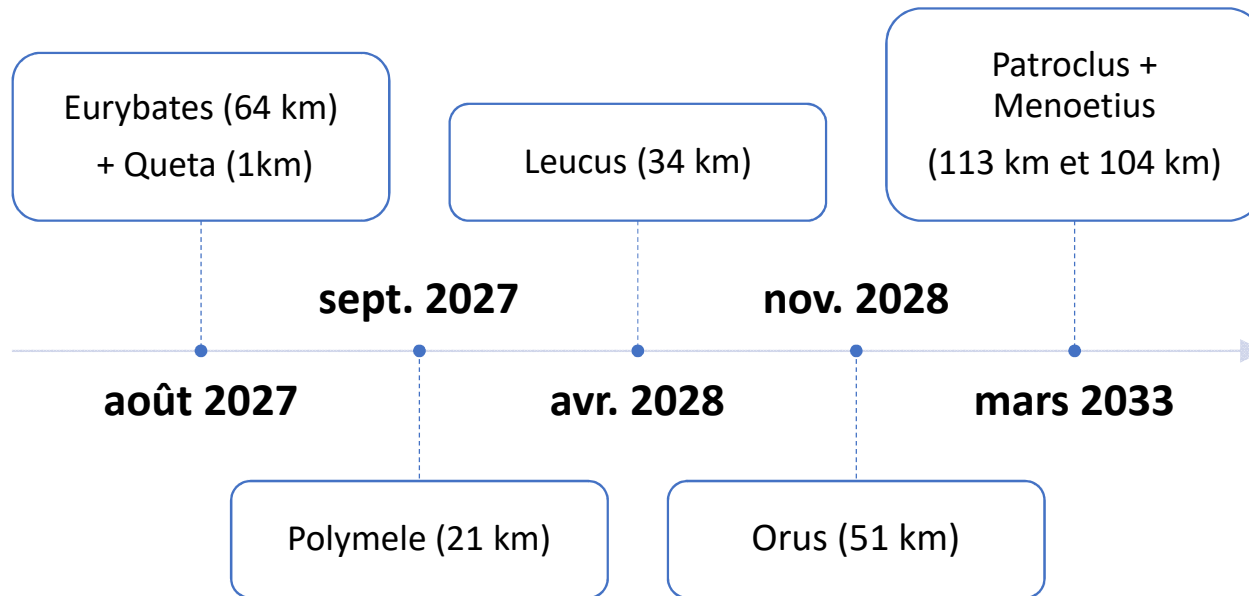 Eurybates (64 km)
+ Queta (1km)
Leucus (34 km)
Patroclus +
Menoetius
(113 km et 104 km)
sept. 2027
nov. 2028
août 2027
avr. 2028
mars 2033
Polymele (21 km)
Orus (51 km)